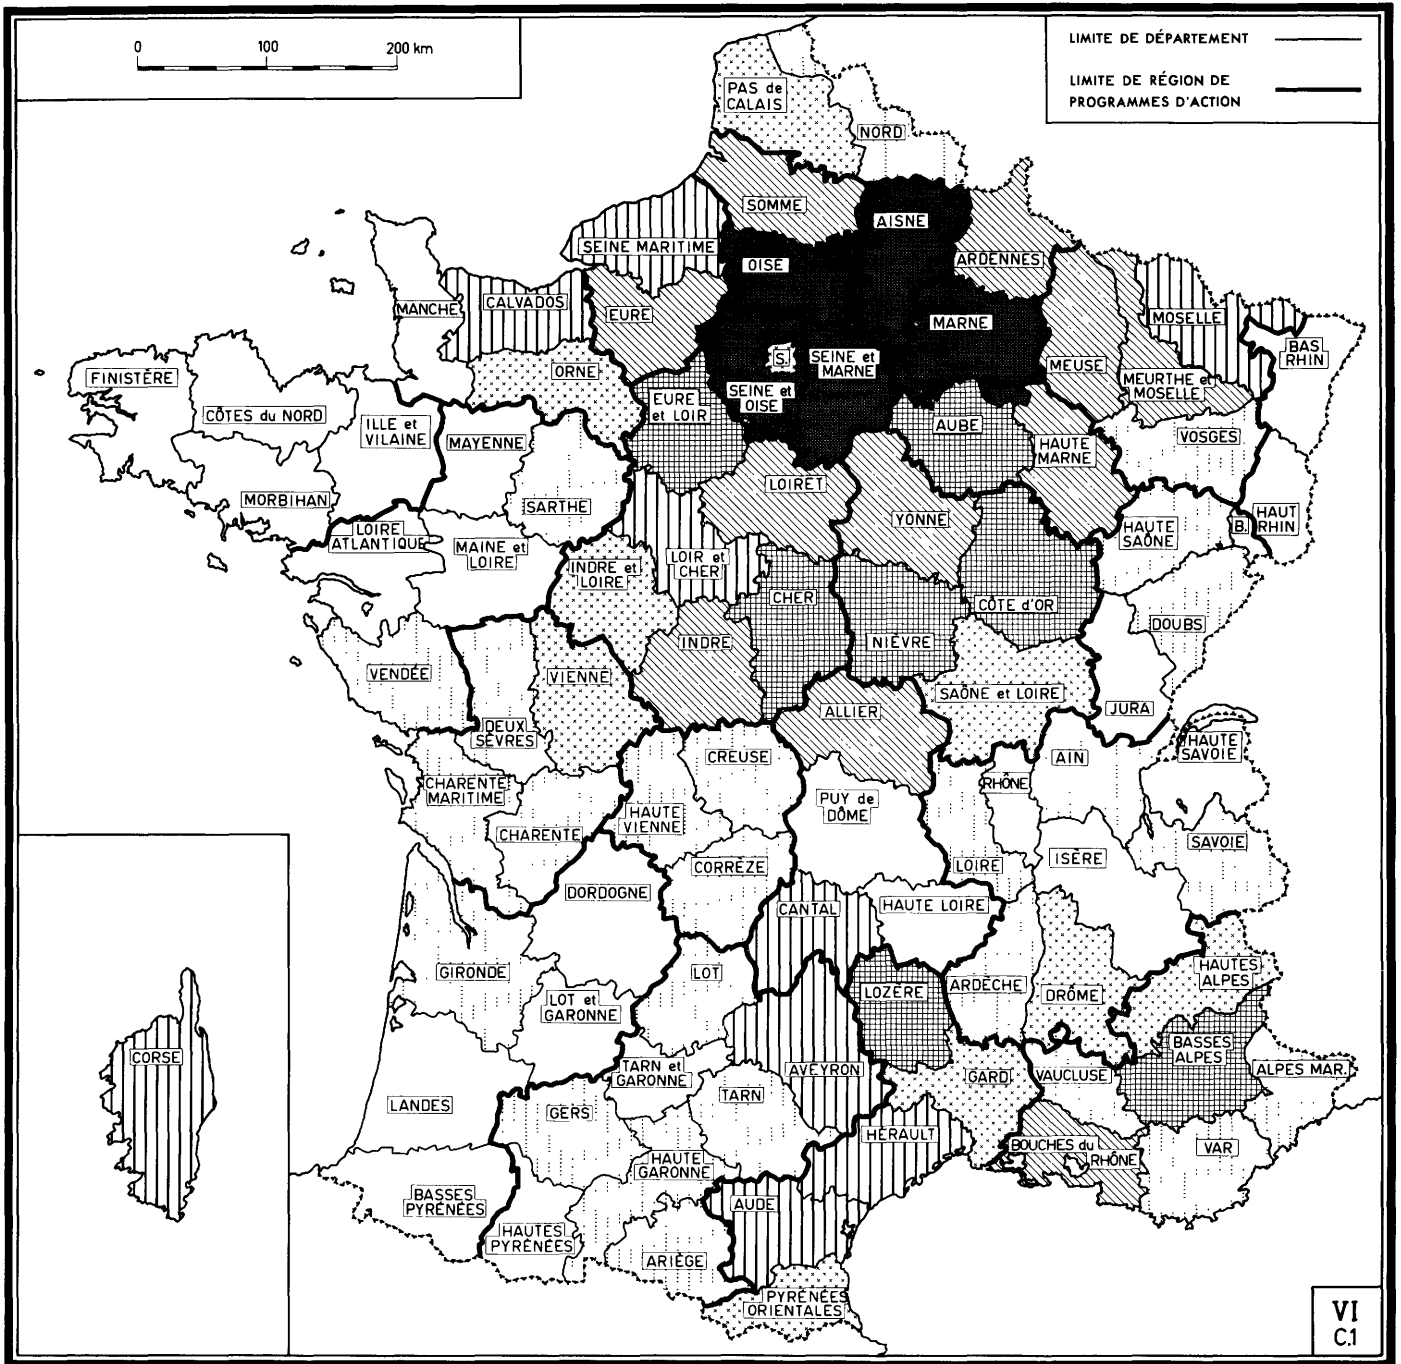 0 100 200 km
LIMITE DE DÉPARTEMENT
LIMITE DE RÉGION DE
PROGRAMMES D'ACTION
PAS de
CALAIS
NORD
SOMME
AISNE
SEINE MARITIME
OISE
ARDENNES
MANCHE
CALVADOS
EURE
MARNE
MOSELLE
BAS
RHIN
FINISTÈRE
CÔTES du NORD
ILLE et
VILAINE
MAYENNE
ORNE
EURE
et LOIR
S.
SEINE et
OISE
SEINE et
MARNE
MEUSE
MEURTHE et
MOSELLE
AUBE
HAUTE
MARNE
VOSGES
MORBIHAN
SARTHE
LOIRET
YONNE
HAUTE
SAÔNE
B.
HAUT
RHIN
LOIRE
ATLANTIQUE
MAINE et
LOIRE
INDRE et
LOIRE
LOIR et
CHER
CHER
CÔTE d'OR
DOUBS
VENDÉE
DEUX
SÈVRES
VIENNE
INDRE
NIÈVRE
SAÔNE et LOIRE
JURA
ALLIER
CREUSE
AIN
HAUTE
SAVOIE
CHARENTE
MARITIME
CHARENTE
HAUTE
VIENNE
PUY de
DÔME
RHÔNE
LOIRE
ISÈRE
SAVOIE
CORRÈZE
DORDOGNE
CANTAL
HAUTE LOIRE
GIRONDE
LOT et
GARONNE
LOT
LOZÈRE
ARDÈCHE
DRÔME
HAUTES
ALPES
CORSE
AVEYRON
TARN et
GARONNE
BASSES
ALPES
ALPES MAR.
LANDES
GERS
TARN
GARD
VAUCLUSE
HÉRAULT
BOUCHES du
RHÔNE
VAR
HAUTE
GARONNE
BASSES
PYRÉNÉES
HAUTES
PYRÉNÉES
ARIÈGE
AUDE
PYRÉNÉES
ORIENTALES
VI
C.1